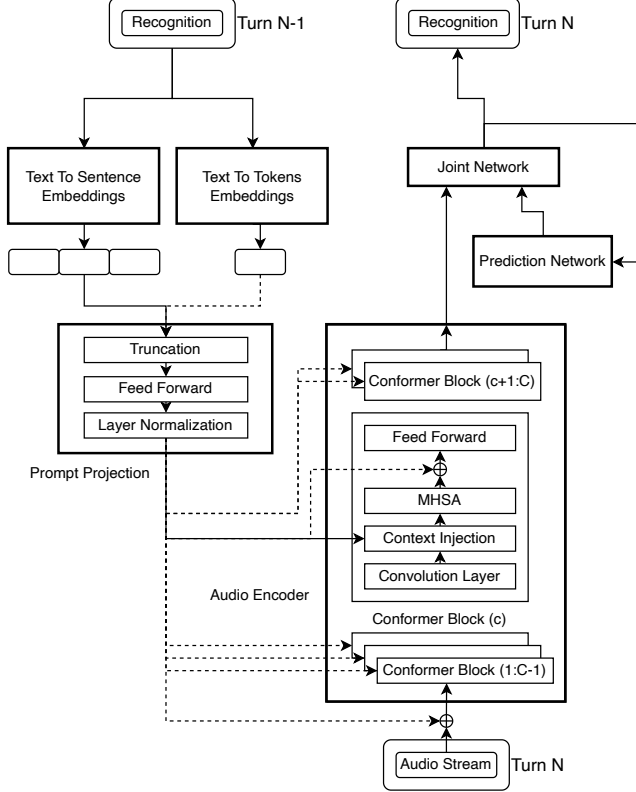 Recognition
Turn N-1
Recognition
Turn N
Text To Sentence
Embeddings
Text To Tokens
Embeddings
Joint Network
Prediction Network
Truncation
Feed Forward
Layer Normalization
Prompt Projection
Conformer Block (c+1:C)
Feed Forward
MHSA
Context Injection
Convolution Layer
Audio Encoder
Conformer Block (c)
Conformer Block (1:C-1)
Audio Stream
Turn N